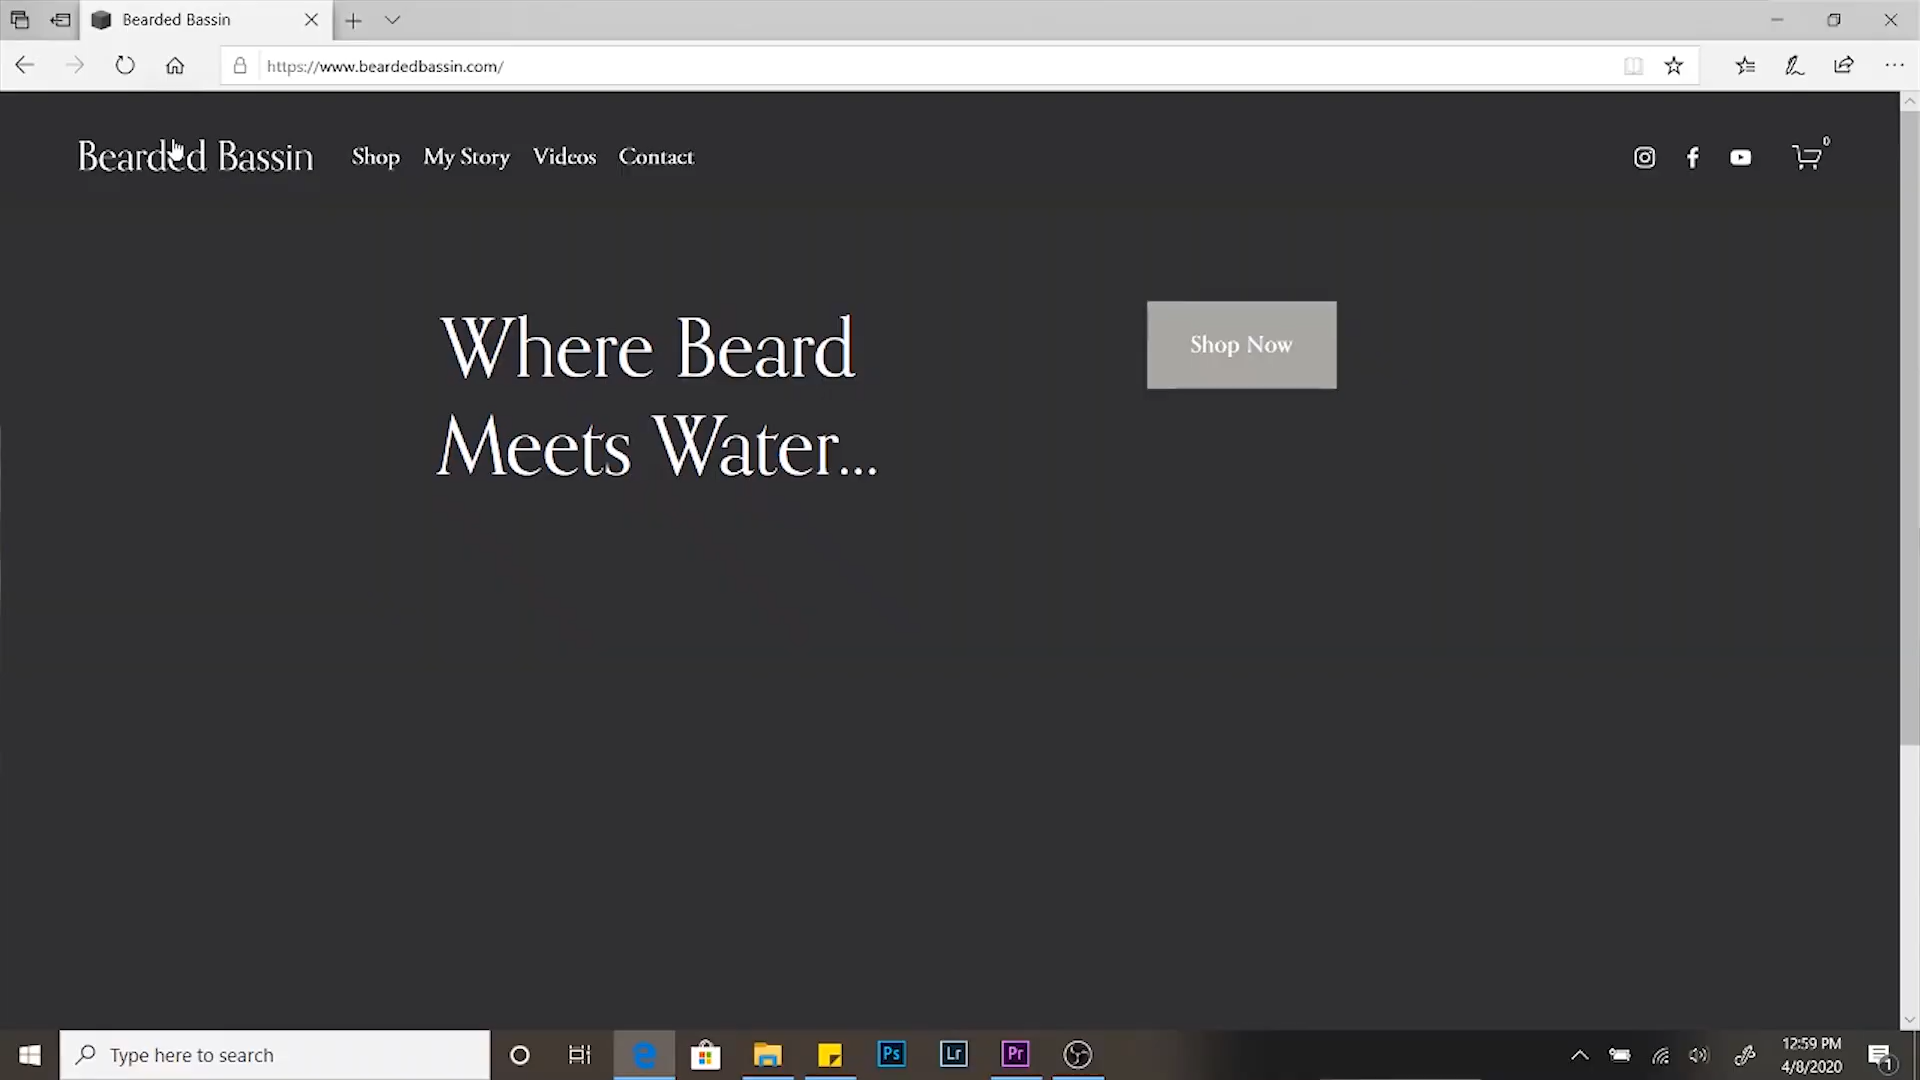 Bearded Bassin
https://www.beardedbassin.com/
Bearded Bassin Shop My Story Videos Contact
0
Where Beard
Meets Water...
Shop Now
Type here to search
Ps
Lr
Pr
12:59 PM
4/8/2020
1